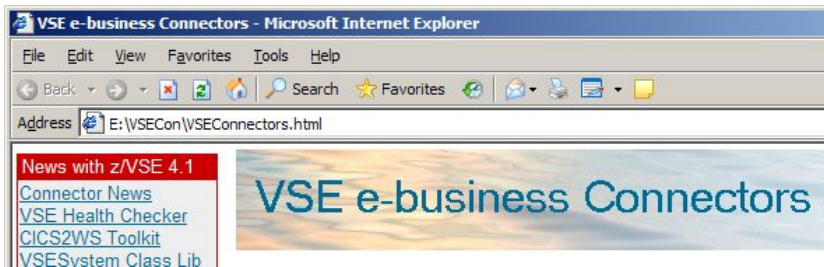 VSE e-business Connectors - Microsoft Internet Explorer
File Edit View Favorites Tools Help
Back Search Favorites
Address E:\VSECon\VSEConnectors.html
News with z/VSE 4.1
Connector News
VSE Health Checker
CICS2WS Toolkit
VSESystem Class Lib
VSE e-business Connectors